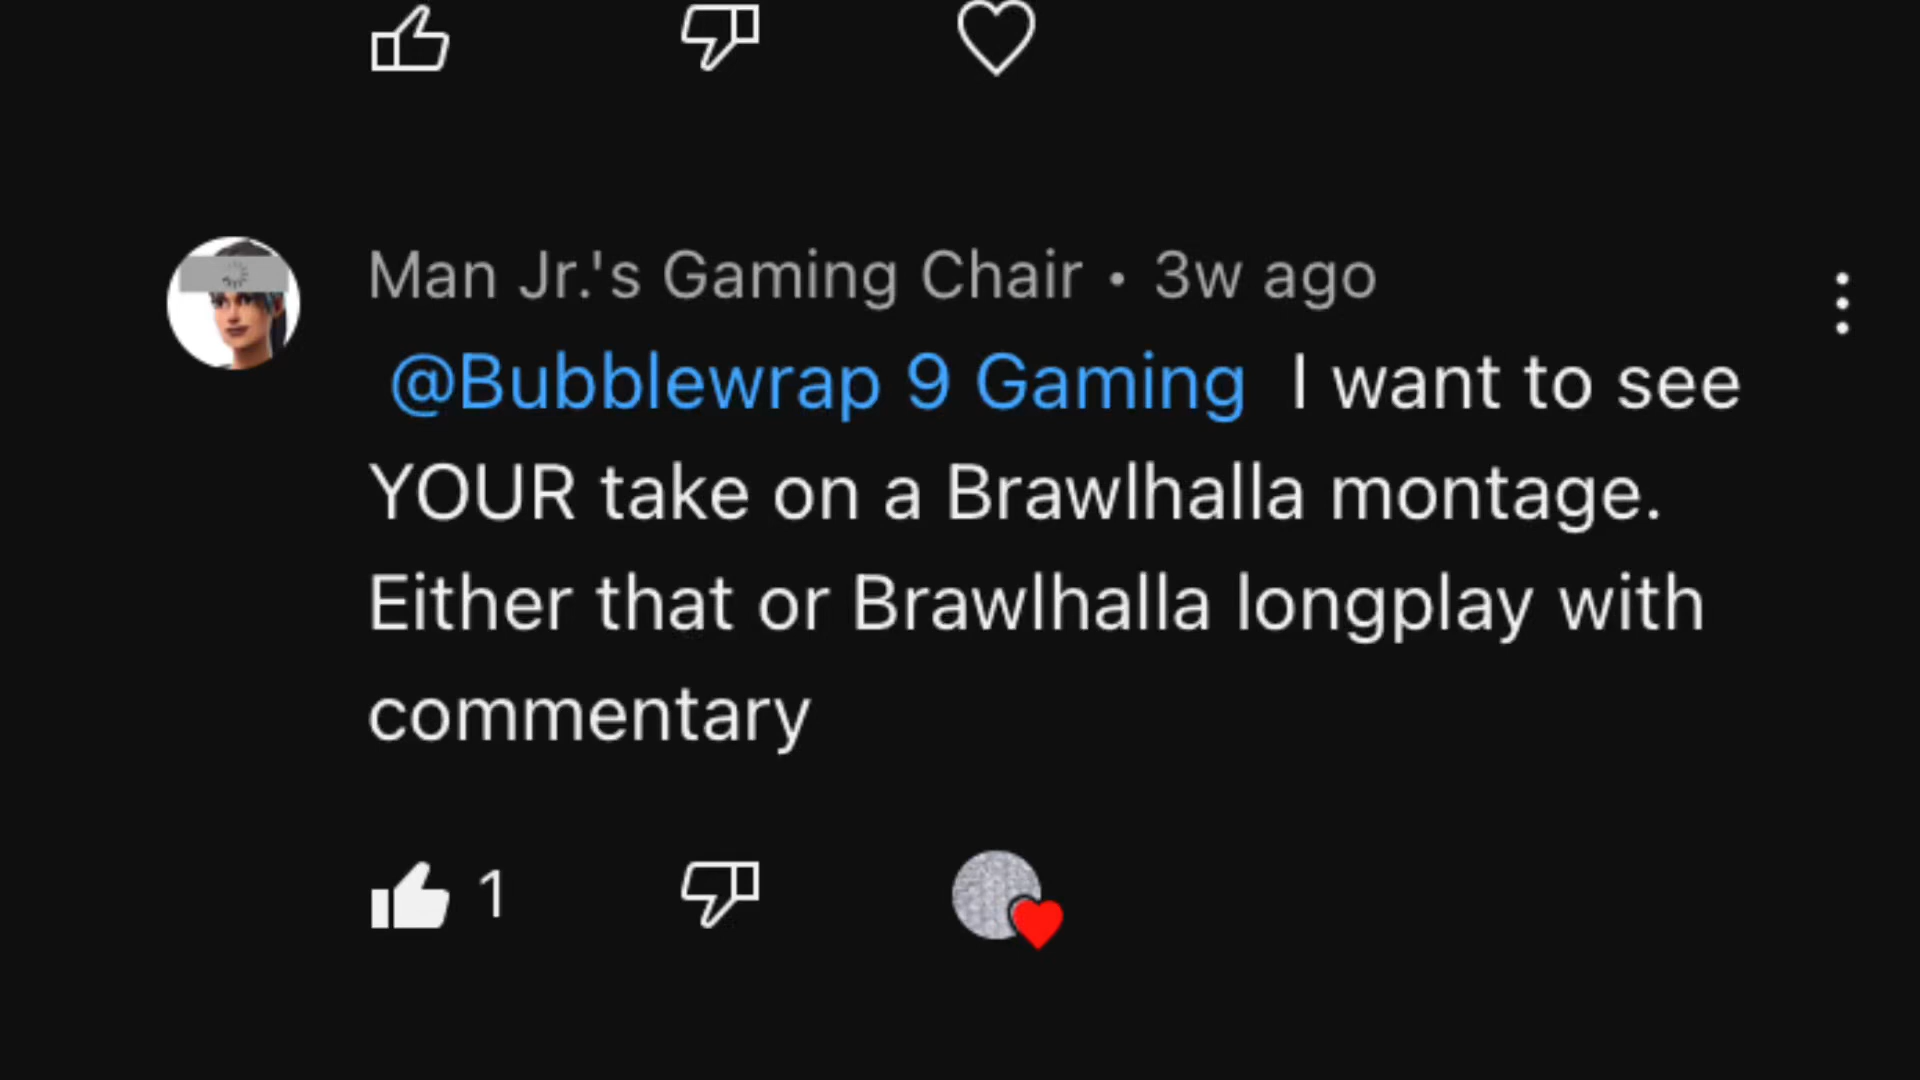 Man Jr.'s Gaming Chair • 3w ago
@Bubblewrap 9 Gaming I want to see
YOUR take on a Brawlhalla montage.
Either that or Brawlhalla longplay with
commentary
1